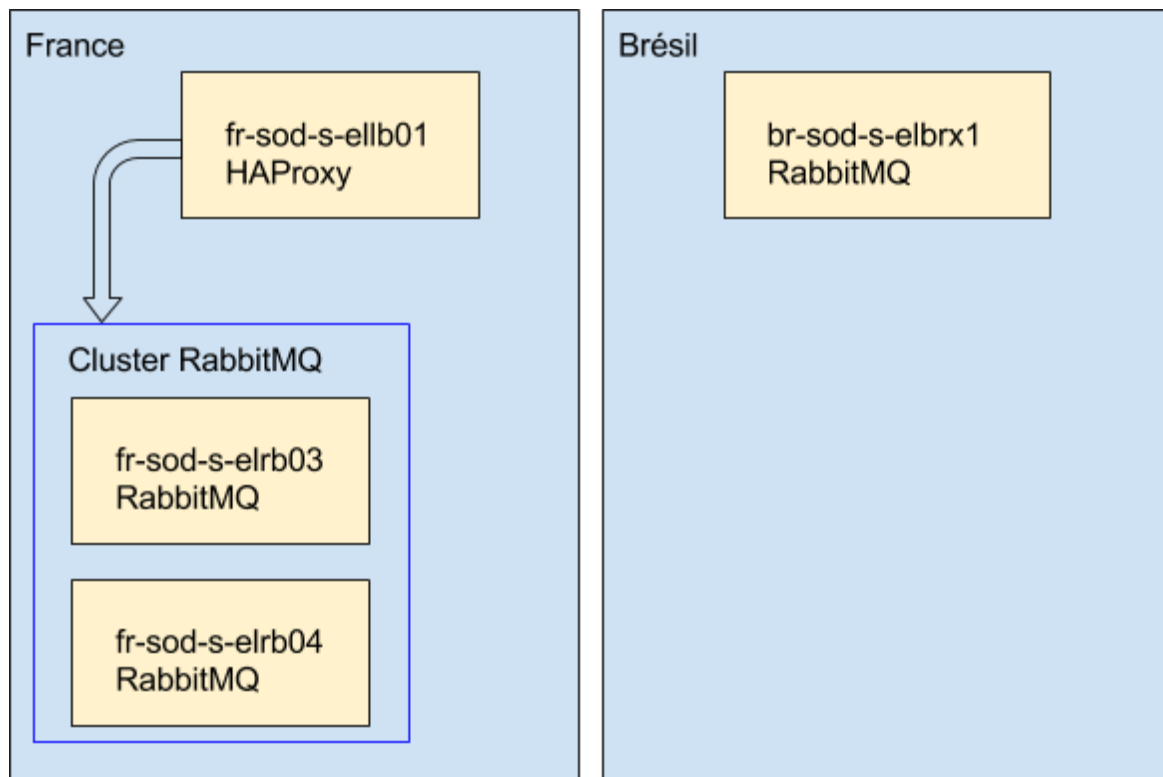 France
fr-sod-s-ellb01
HAProxy
Cluster RabbitMQ
fr-sod-s-elrb03
RabbitMQ
fr-sod-s-elrb04
RabbitMQ
Brésil
br-sod-s-elbrx1
RabbitMQ